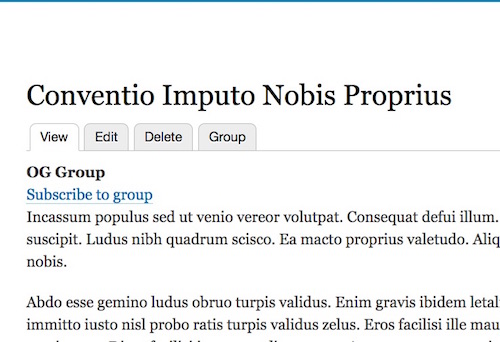 Conventio Imputo Nobis Proprius
View Edit Delete Group
OG Group
Subscribe to group
Incassum populus sed ut venio vereor volutpat. Consequat defui illum.
suscipit. Ludus nibh quadrum scisco. Ea macto proprius valetudo. Aliq
nobis.
Abdo esse gemino ludus obruo turpis validus. Enim gravis ibidem letali
immitto iusto nisl probo ratis turpis validus zelus. Eros facilisi ille mau